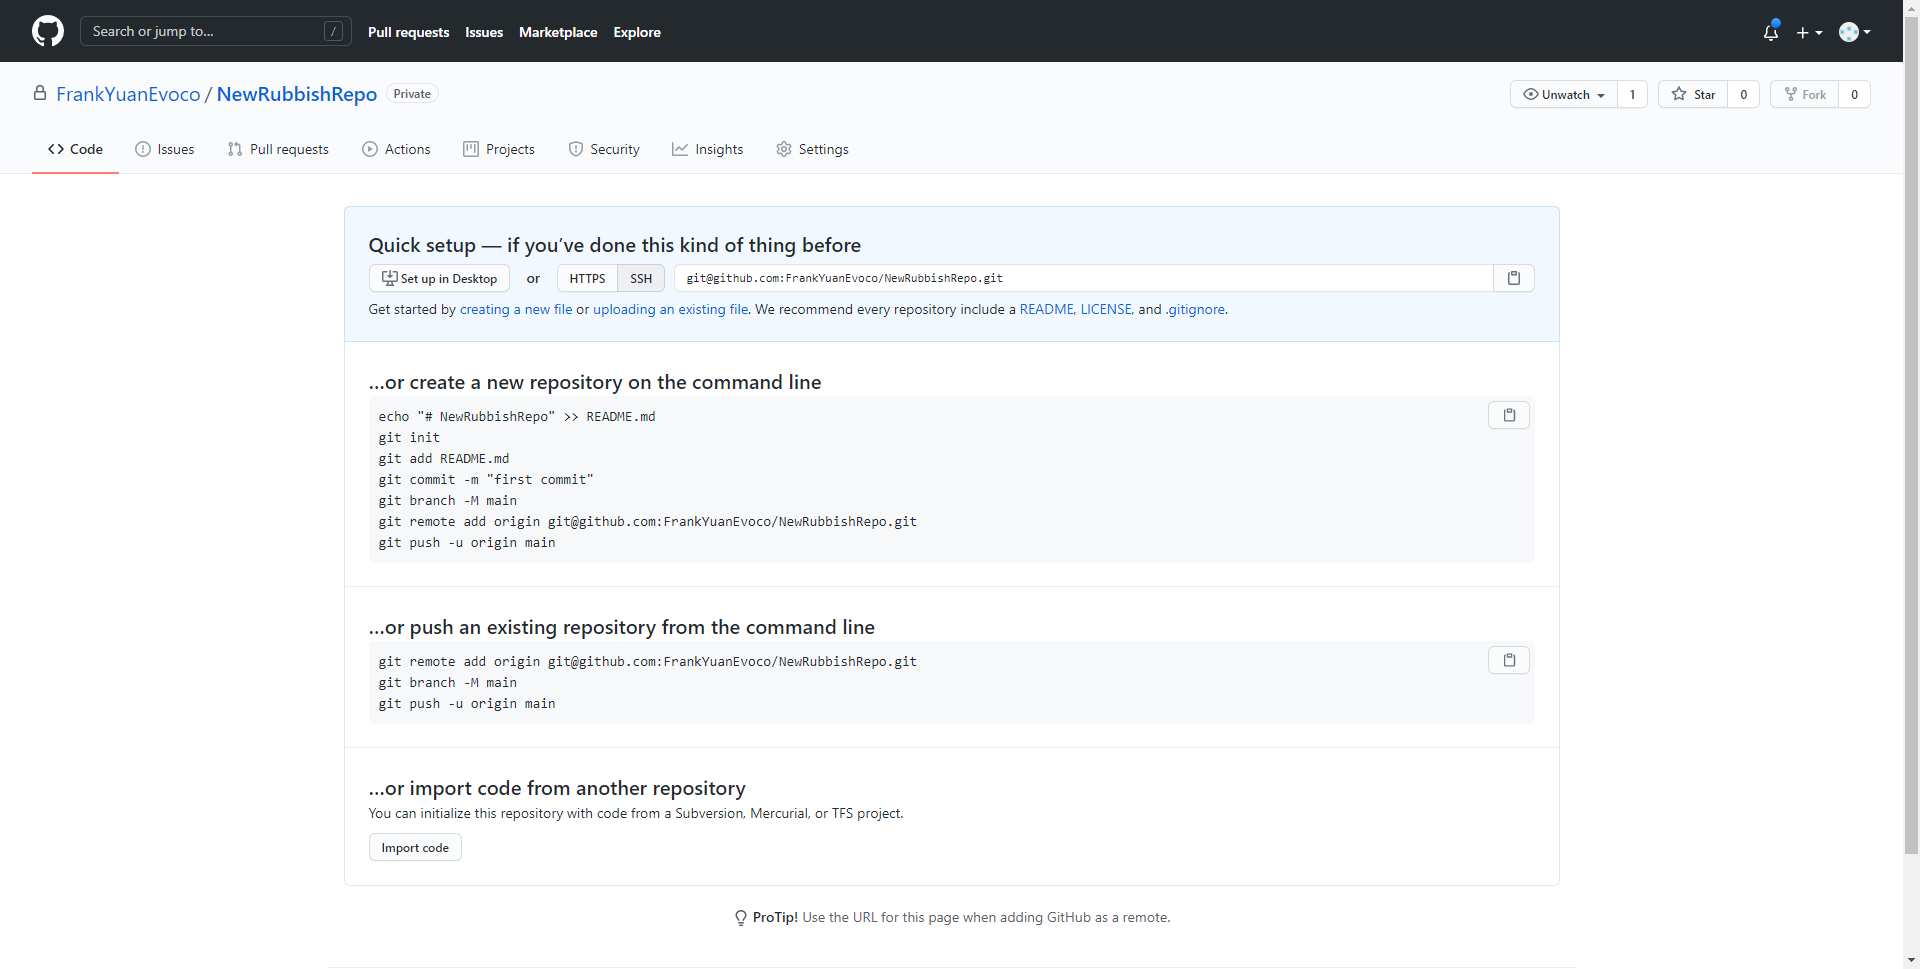 Search or jump to... /
Pull requests Issues Marketplace Explore
FrankYuanEvoco / NewRubbishRepo Private
Unwatch 1 Star 0 Fork 0
Code Issues Pull requests Actions Projects Security Insights Settings
Quick setup — if you’ve done this kind of thing before
Set up in Desktop or HTTPS SSH git@github.com:FrankYuanEvoco/NewRubbishRepo.git
Get started by creating a new file or uploading an existing file. We recommend every repository include a README, LICENSE, and .gitignore.
…or create a new repository on the command line
echo "# NewRubbishRepo" >> README.md
git init
git add README.md
git commit -m "first commit"
git branch -M main
git remote add origin git@github.com:FrankYuanEvoco/NewRubbishRepo.git
git push -u origin main
…or push an existing repository from the command line
git remote add origin git@github.com:FrankYuanEvoco/NewRubbishRepo.git
git branch -M main
git push -u origin main
…or import code from another repository
You can initialize this repository with code from a Subversion, Mercurial, or TFS project.
Import code
ProTip! Use the URL for this page when adding GitHub as a remote.